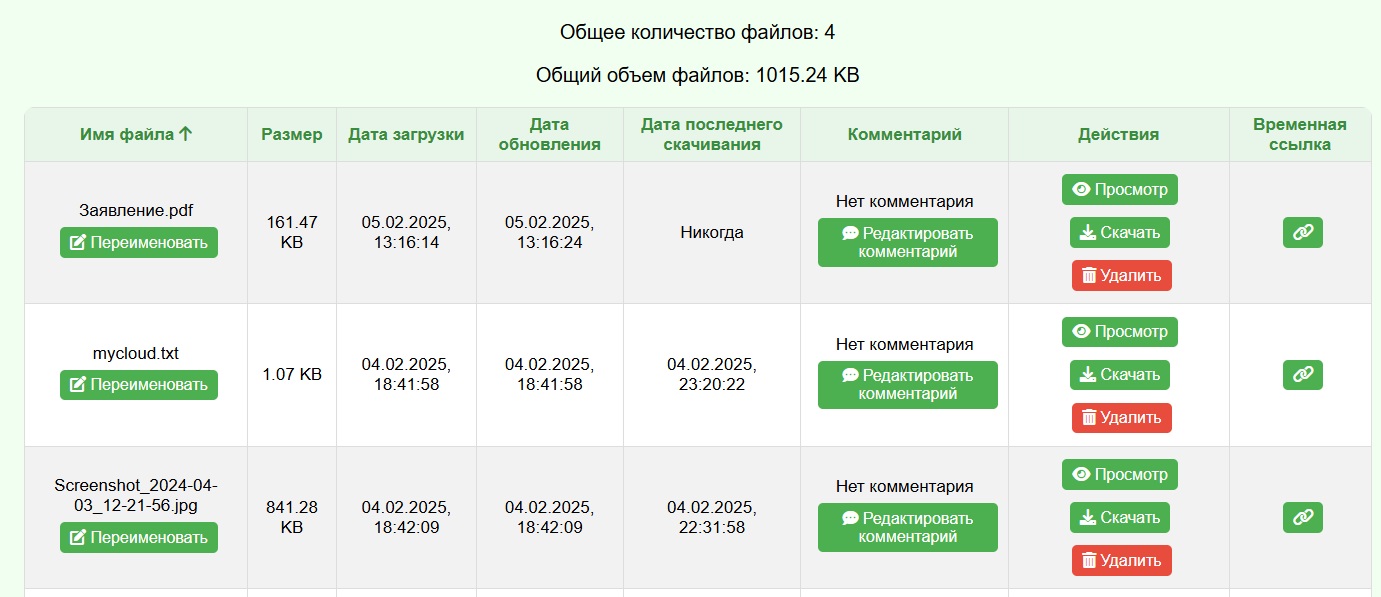 Общее количество файлов: 4
Общий объем файлов: 1015.24 KB
Имя файла Размер Дата загрузки Дата обновления Дата последнего скачивания Комментарий Действия Временная ссылка
Заявление.pdf
Переименовать
161.47 KB
05.02.2025, 13:16:14
05.02.2025, 13:16:24
Никогда
Нет комментария
Редактировать комментарий
Просмотр
Скачать
Удалить
mycloud.txt
Переименовать
1.07 KB
04.02.2025, 18:41:58
04.02.2025, 18:41:58
04.02.2025, 23:20:22
Нет комментария
Редактировать комментарий
Просмотр
Скачать
Удалить
Screenshot_2024-04-03_12-21-56.jpg
Переименовать
841.28 KB
04.02.2025, 18:42:09
04.02.2025, 18:42:09
04.02.2025, 22:31:58
Нет комментария
Редактировать комментарий
Просмотр
Скачать
Удалить